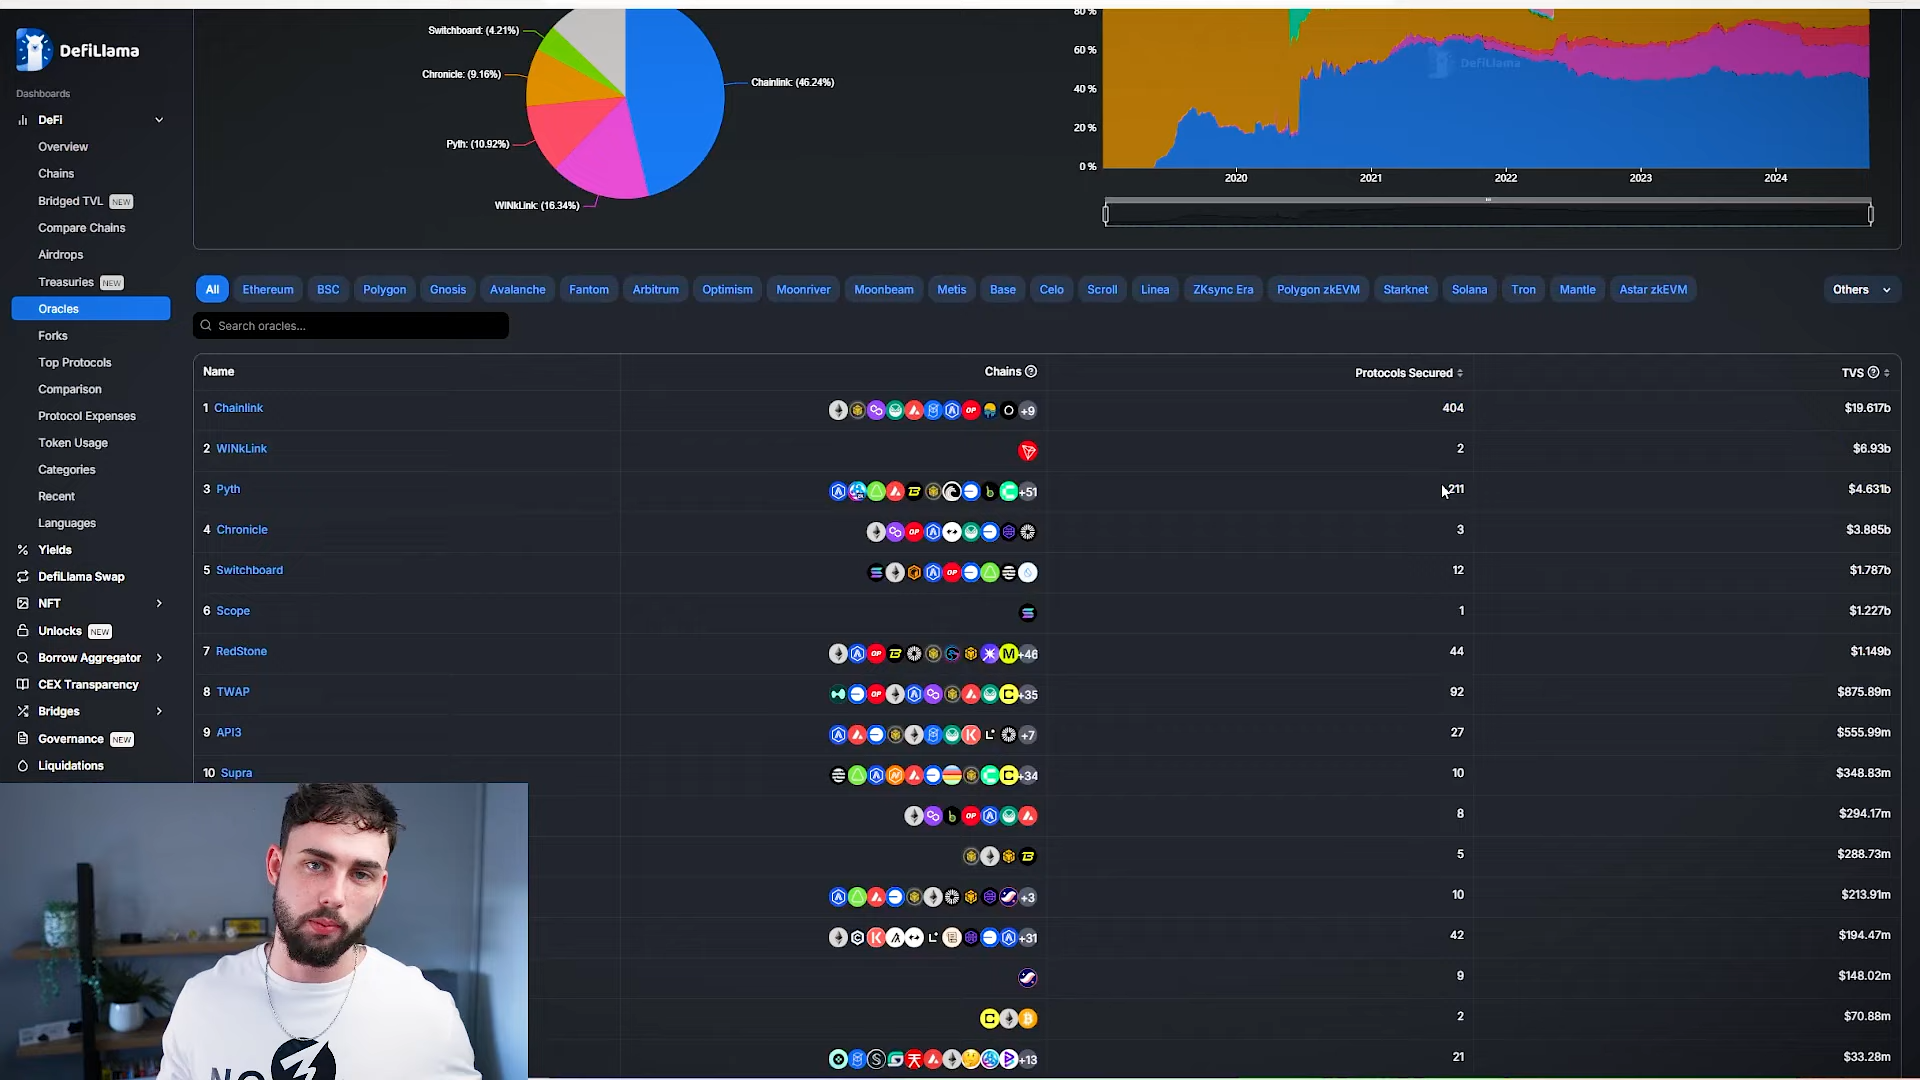 DefiLlama
Dashboards
DeFi
Overview
Chains
Bridged TVL NEW
Compare Chains
Airdrops
Treasuries NEW
Oracles
Forks
Top Protocols
Comparison
Protocol Expenses
Token Usage
Categories
Recent
Languages
Yields
DefiLlama Swap
NFT
Unlocks NEW
Borrow Aggregator
CEX Transparency
Bridges
Governance NEW
Liquidations
Switchboard: (4.21%)
Chronicle: (9.16%)
Pyth: (10.92%)
WINkLink: (16.34%)
Chainlink: (46.24%)
80 %
60 %
40 %
20 %
0 %
DefiLlama
2020 2021 2022 2023 2024
All Ethereum BSC Polygon Gnosis Avalanche Fantom Arbitrum Optimism Moonriver Moonbeam Metis Base Celo Scroll Linea ZKsync Era Polygon zkEVM Starknet Solana Tron Mantle Astar zkEVM Others
Search oracles...
Name Chains Protocols Secured TVS
1 Chainlink +9 404 $19.617b
2 WINkLink 2 $6.93b
3 Pyth +51 211 $4.631b
4 Chronicle 3 $3.885b
5 Switchboard 12 $1.787b
6 Scope 1 $1.227b
7 RedStone +46 44 $1.149b
8 TWAP +35 92 $875.89m
9 API3 +7 27 $555.99m
10 Supra +34 10 $348.83m
8 $294.17m
5 $288.73m
+3 10 $213.91m
+31 42 $194.47m
9 $148.02m
2 $70.88m
+13 21 $33.28m